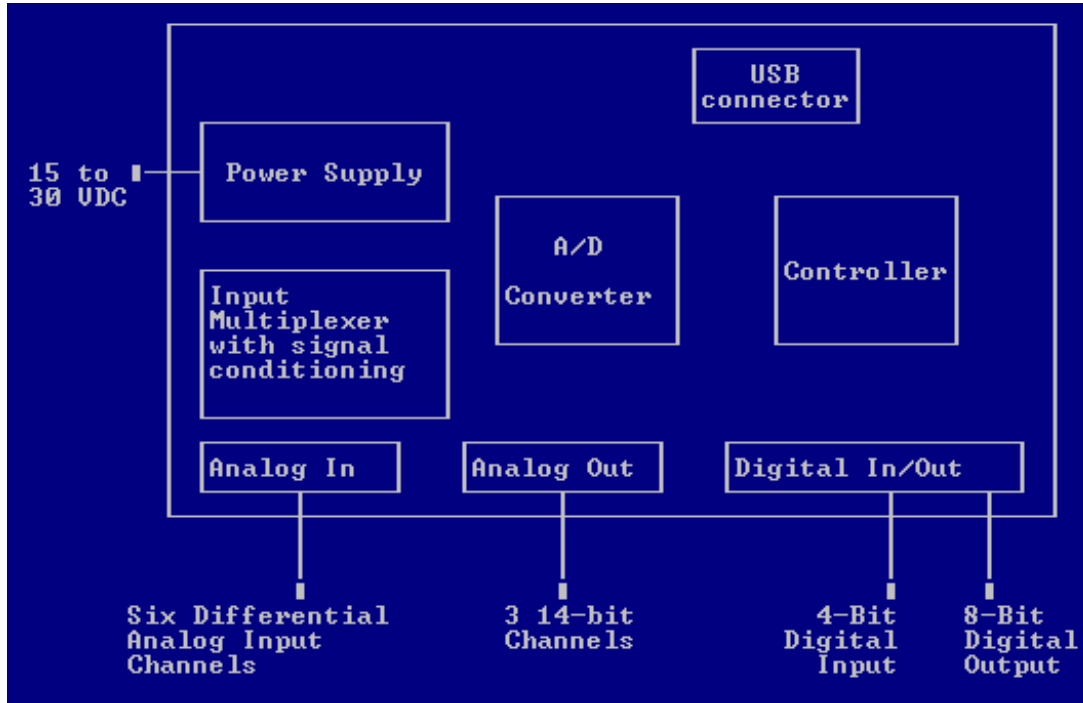 USB
connector
15 to
30 VDC
Power Supply
A/D
Converter
Controller
Input
Multiplexer
with signal
conditioning
Analog In
Analog Out
Digital In/Out
Six Differential
Analog Input
Channels
3 14-bit
Channels
4-Bit
Digital
Input
8-Bit
Digital
Output